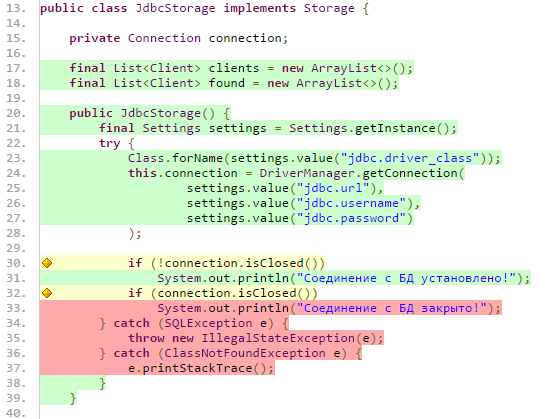 13. public class JdbcStorage implements Storage {
14.
15.     private Connection connection;
16.
17.     final List<Client> clients = new ArrayList<>();
18.     final List<Client> found = new ArrayList<>();
19.
20.     public JdbcStorage() {
21.         final Settings settings = Settings.getInstance();
22.         try {
23.             Class.forName(settings.value("jdbc.driver_class"));
24.             this.connection = DriverManager.getConnection(
25.                     settings.value("jdbc.url"),
26.                     settings.value("jdbc.username"),
27.                     settings.value("jdbc.password")
28.             );
29.
30.             if (!connection.isClosed())
31.                 System.out.println("Соединение с БД установлено!");
32.             if (connection.isClosed())
33.                 System.out.println("Соединение с БД закрыто!");
34.         } catch (SQLException e) {
35.             throw new IllegalStateException(e);
36.         } catch (ClassNotFoundException e) {
37.             e.printStackTrace();
38.         }
39.     }
40.